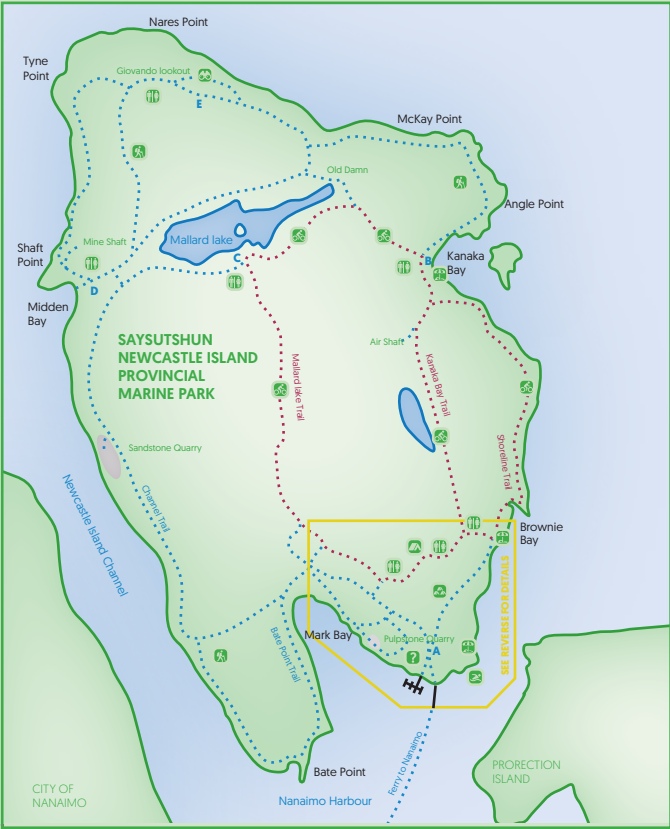 Nares Point
Tyne
Point
Giovando lookout
E
McKay Point
Old Damn
Angle Point
Mallard lake
Mine Shaft
Shaft
Point
C
B
Kanaka
Bay
D
Midden
Bay
SAYSUTSHUN
NEWCASTLE ISLAND
PROVINCIAL
MARINE PARK
Air Shaft
Mallard lake Trail
Kanaka Bay Trail
Shoreline Trail
Sandstone Quarry
Channel Trail
Newcastle Island Channel
Brownie
Bay
SEE REVERSE FOR DETAILS
Mark Bay
Pulpstone Quarry
A
?
Bate Point Trail
Bate Point
Ferry to Nanaimo
Nanaimo Harbour
CITY OF
NANAIMO
PRORECTION
ISLAND